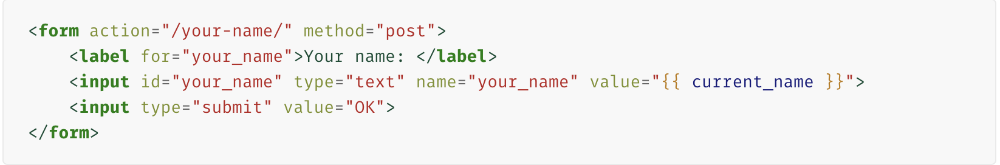 <form action="/your-name/" method="post">
    <label for="your_name">Your name: </label>
    <input id="your_name" type="text" name="your_name" value="{{ current_name }}">
    <input type="submit" value="OK">
</form>